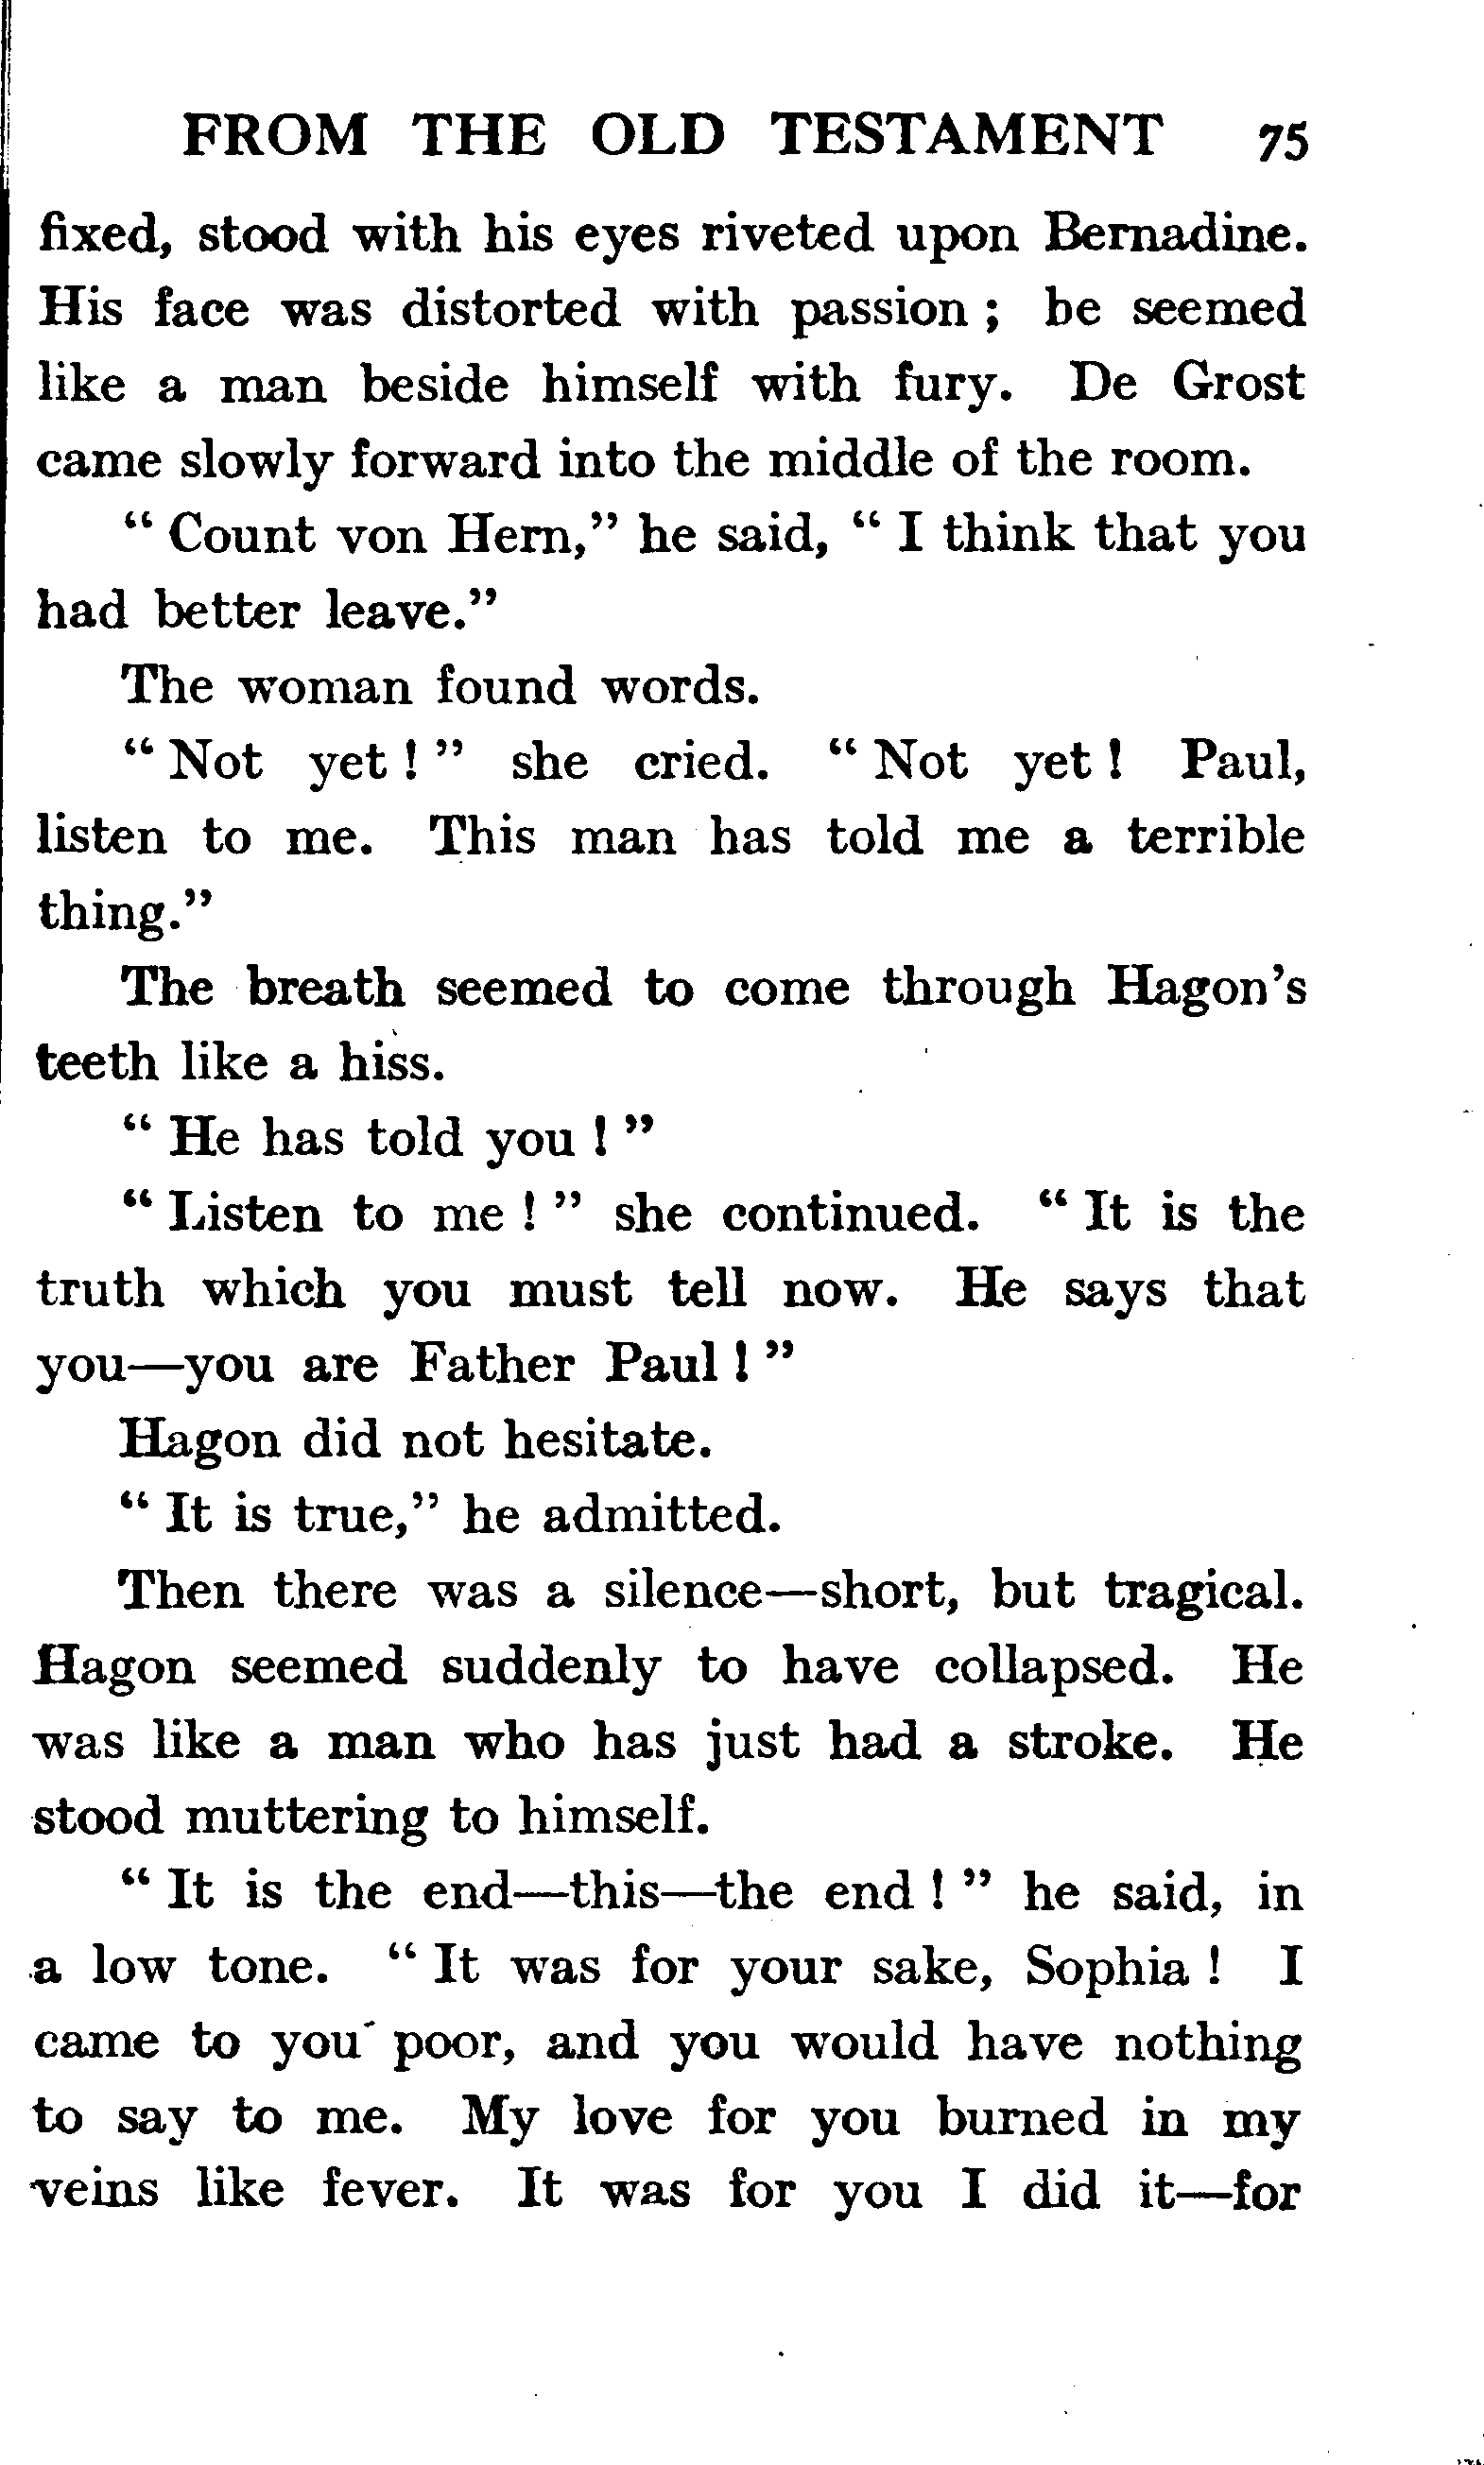 FROM THE OLD TESTAMENT 75
fixed, stood with his eyes riveted upon Bernadine.
His face was distorted with passion ; he seemed
like a man beside himself with fury. De Grost
came slowly forward into the middle of the room.
“ Count von Hern,” he said, “ I think that you
had better leave.”
The woman found words.
“ Not yet ! ” she cried. “ Not yet ! Paul,
listen to me. This man has told me a terrible
thing.”
The breath seemed to come through Hagon’s
teeth like a hiss.
“ He has told you ! ”
“ Listen to me ! ” she continued. “ It is the
truth which you must tell now. He says that
you—you are Father Paul ! ”
Hagon did not hesitate.
“ It is true,” he admitted.
Then there was a silence—short, but tragical.
Hagon seemed suddenly to have collapsed. He
was like a man who has just had a stroke. He
stood muttering to himself.
“ It is the end—this—the end ! ” he said, in
a low tone. “ It was for your sake, Sophia ! I
came to you poor, and you would have nothing
to say to me. My love for you burned in my
veins like fever. It was for you I did it—for